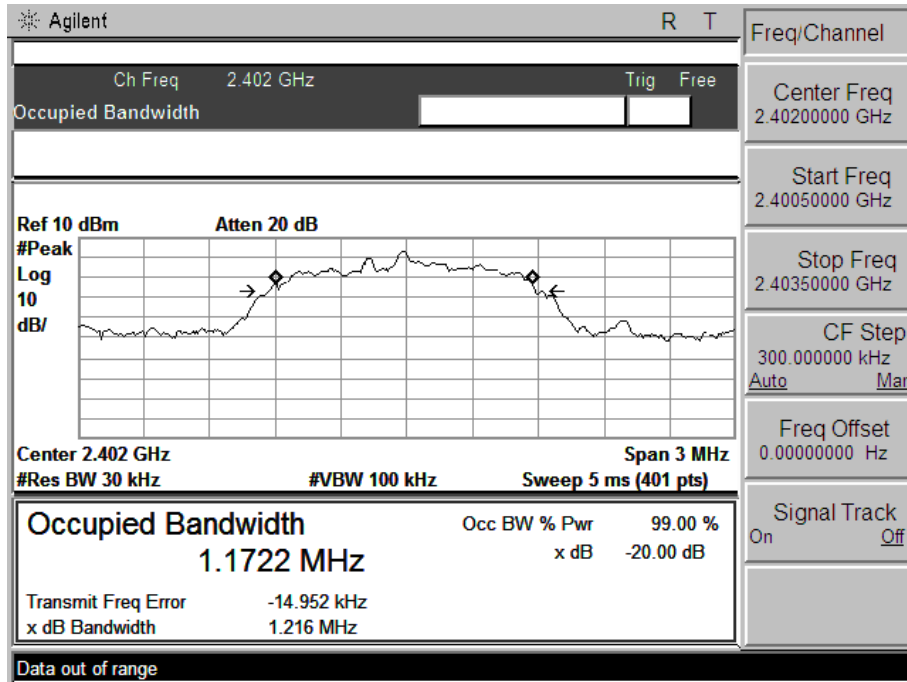 Agilent R T
Ch Freq 2.402 GHz Trig Free
Occupied Bandwidth
Ref 10 dBm Atten 20 dB
#Peak
Log
10
dB/
Center 2.402 GHz Span 3 MHz
#Res BW 30 kHz #VBW 100 kHz Sweep 5 ms (401 pts)
Occupied Bandwidth
1.1722 MHz
Occ BW % Pwr 99.00 %
x dB -20.00 dB
Transmit Freq Error -14.952 kHz
x dB Bandwidth 1.216 MHz
Data out of range
Freq/Channel
Center Freq
2.40200000 GHz
Start Freq
2.40050000 GHz
Stop Freq
2.40350000 GHz
CF Step
300.000000 kHz
Auto Man
Freq Offset
0.00000000 Hz
Signal Track
On Off